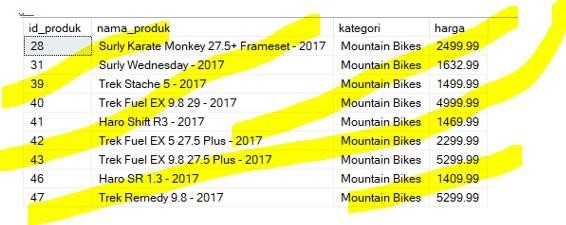 id_produk nama_produk kategori harga
28 Surly Karate Monkey 27.5+ Frameset - 2017 Mountain Bikes 2499.99
31 Surly Wednesday - 2017 Mountain Bikes 1632.99
39 Trek Stache 5 - 2017 Mountain Bikes 1499.99
40 Trek Fuel EX 9.8 29 - 2017 Mountain Bikes 4999.99
41 Haro Shift R3 - 2017 Mountain Bikes 1469.99
42 Trek Fuel EX 5 27.5 Plus - 2017 Mountain Bikes 2299.99
43 Trek Fuel EX 9.8 27.5 Plus - 2017 Mountain Bikes 5299.99
46 Haro SR 1.3 - 2017 Mountain Bikes 1409.99
47 Trek Remedy 9.8 - 2017 Mountain Bikes 5299.99